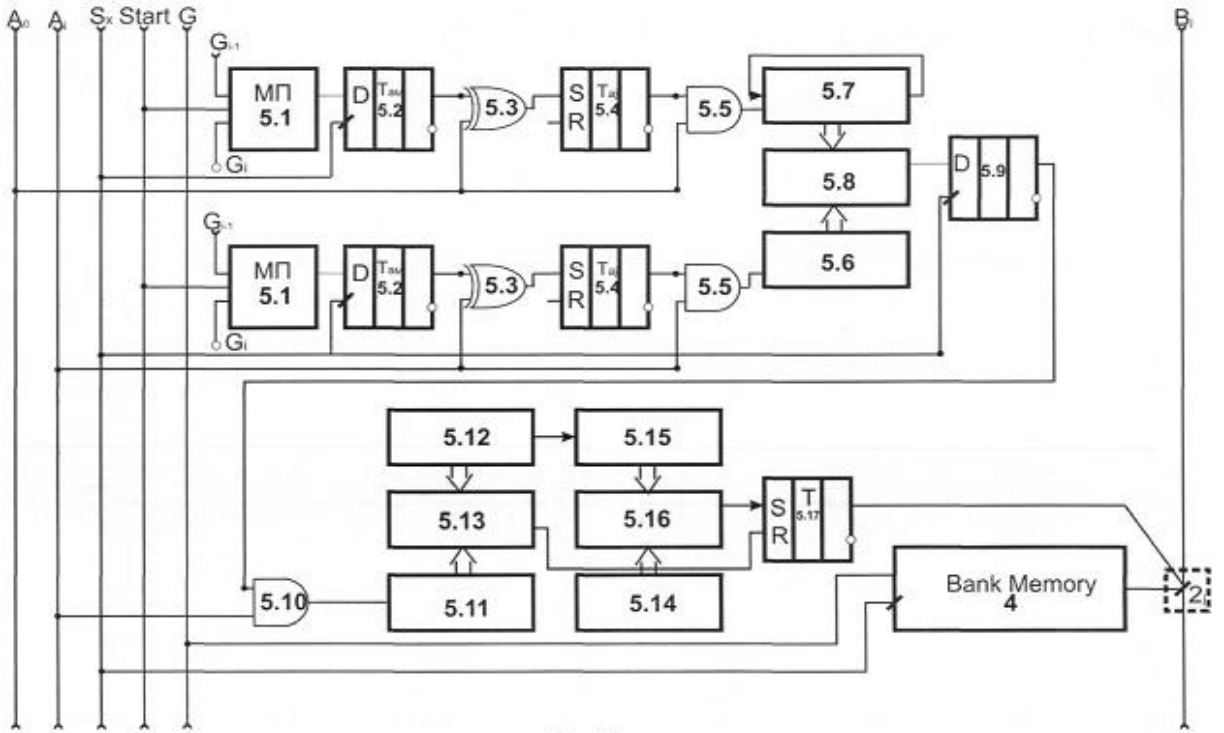 A₀ Aᵢ Sₓ Start G Bᵢ
Gᵢ₋₁
МП
5.1
D
5.2
5.3
S
R
5.4
5.5
5.7
Gᵢ
5.8
D
5.9
Gᵢ₋₁
МП
5.1
D
5.2
5.3
S
R
5.4
5.5
5.6
Gᵢ
5.12
5.15
5.13
5.16
S
R
T
5.17
5.10
5.11
5.14
Bank Memory
4
2